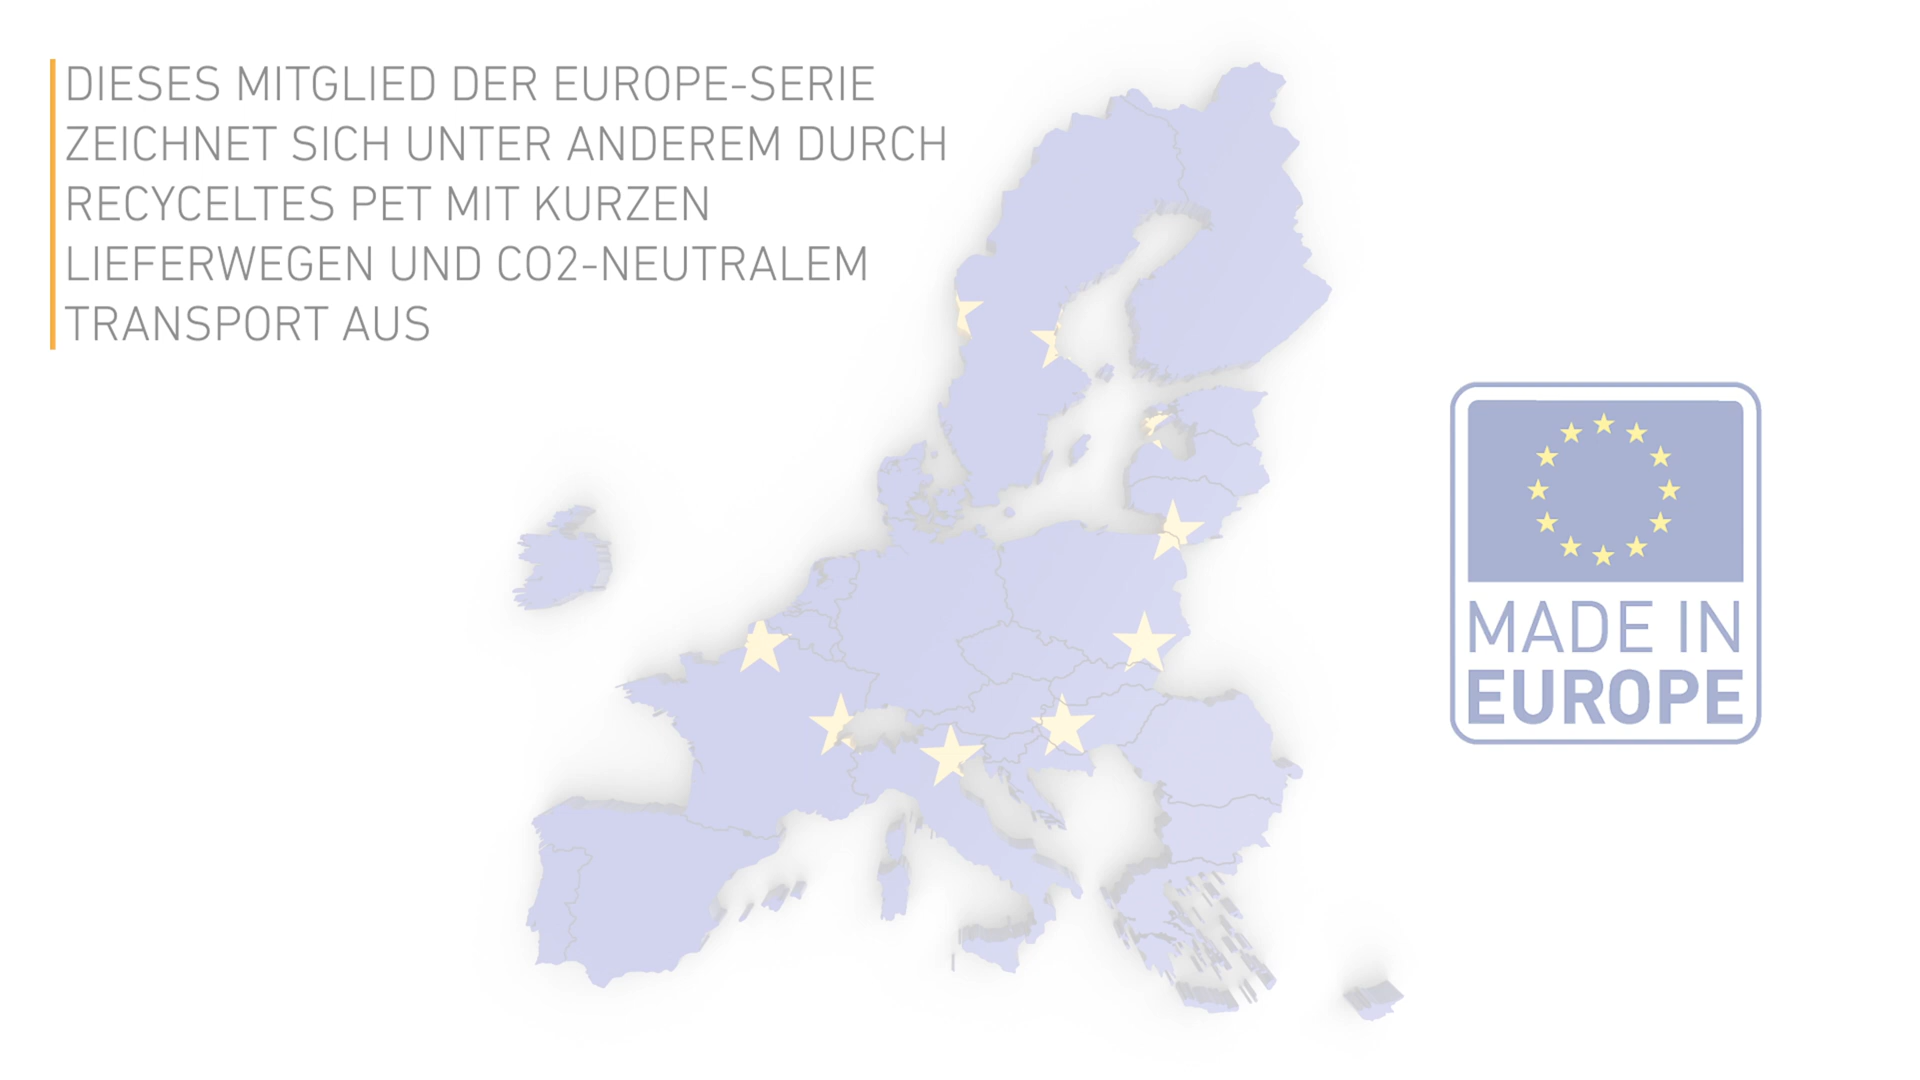 DIESES MITGLIED DER EUROPE-SERIE
ZEICHNET SICH UNTER ANDEREM DURCH
RECYCELTES PET MIT KURZEN
LIEFERWEGEN UND CO2-NEUTRALEM
TRANSPORT AUS
MADE IN
EUROPE